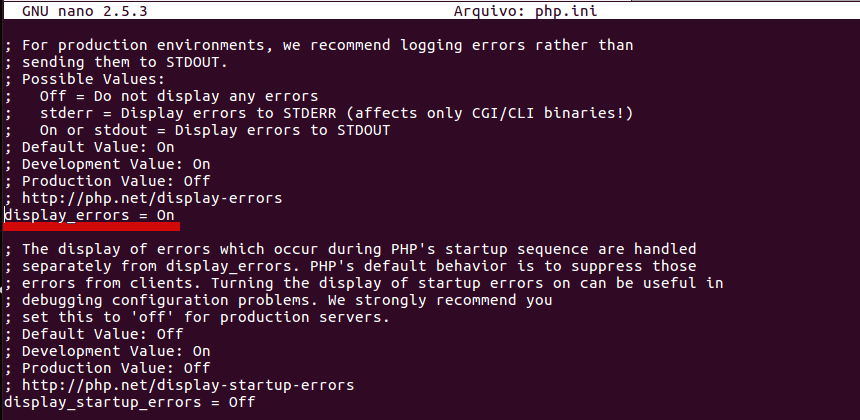 GNU nano 2.5.3 Arquivo: php.ini
; For production environments, we recommend logging errors rather than
; sending them to STDOUT.
; Possible Values:
;   Off = Do not display any errors
;   stderr = Display errors to STDERR (affects only CGI/CLI binaries!)
;   On or stdout = Display errors to STDOUT
; Default Value: On
; Development Value: On
; Production Value: Off
; http://php.net/display-errors
display_errors = On
; The display of errors which occur during PHP's startup sequence are handled
; separately from display_errors. PHP's default behavior is to suppress those
; errors from clients. Turning the display of startup errors on can be useful in
; debugging configuration problems. We strongly recommend you
; set this to 'off' for production servers.
; Default Value: Off
; Development Value: On
; Production Value: Off
; http://php.net/display-startup-errors
display_startup_errors = Off